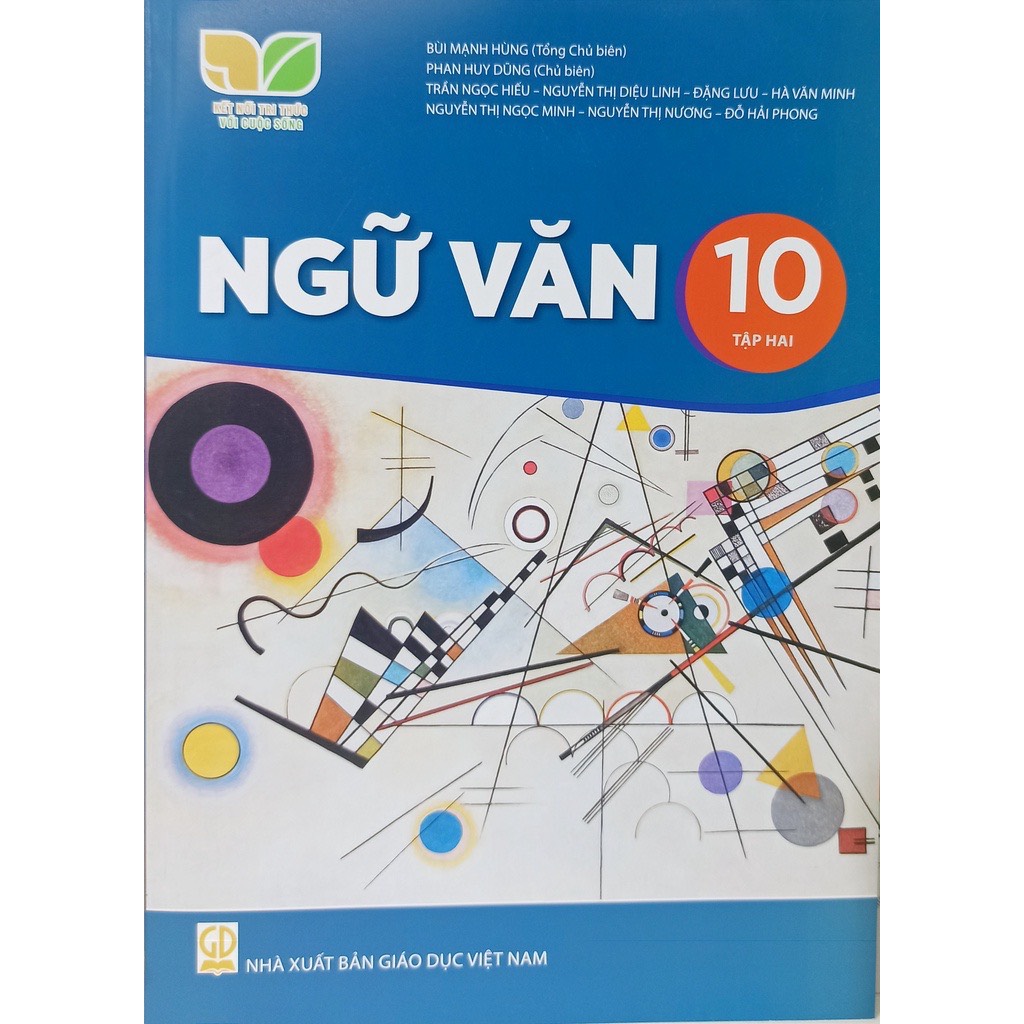 BÙI MẠNH HÙNG (Tổng Chủ biên)
PHAN HUY DŨNG (Chủ biên)
TRẦN NGỌC HIẾU – NGUYỄN THỊ DIỆU LINH – ĐẶNG LƯU – HÀ VĂN MINH
NGUYỄN THỊ NGỌC MINH – NGUYỄN THỊ NƯƠNG – ĐỖ HẢI PHONG
KẾT NỐI TRI THỨC
VỚI CUỘC SỐNG
NGỮ VĂN 10
TẬP HAI
GD
NHÀ XUẤT BẢN GIÁO DỤC VIỆT NAM